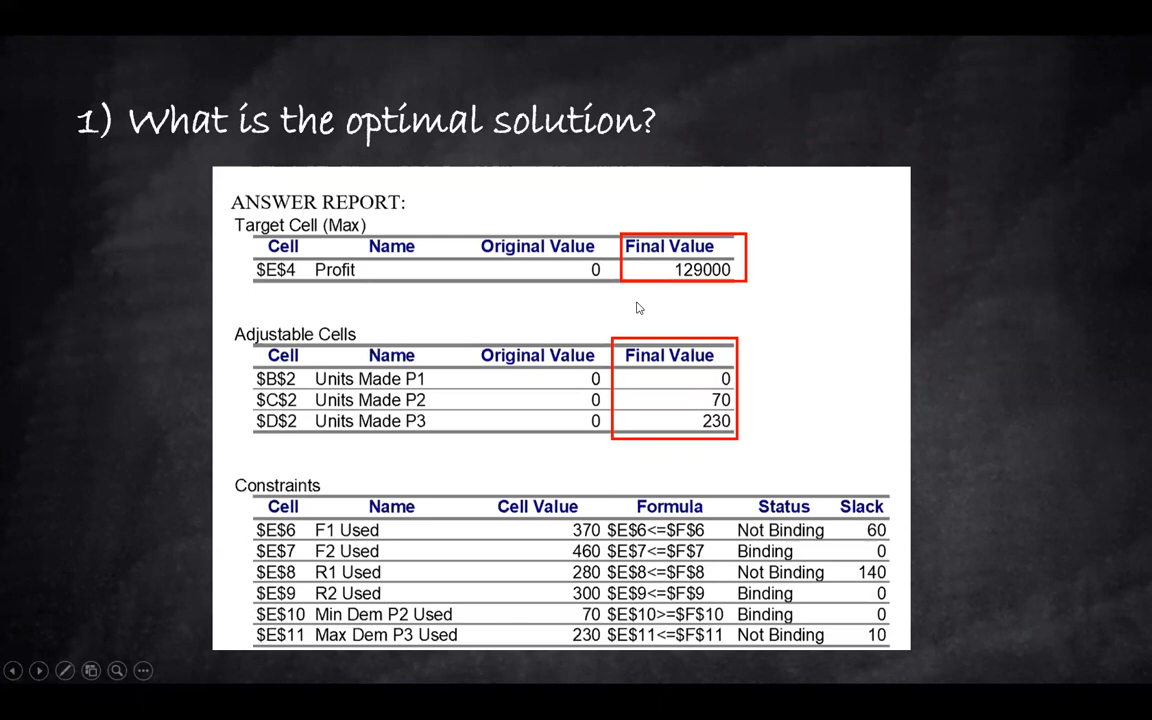 1) What is the optimal solution?
ANSWER REPORT:
Target Cell (Max)
Cell Name Original Value Final Value
$E$4 Profit 0 129000
Adjustable Cells
Cell Name Original Value Final Value
$B$2 Units Made P1 0 0
$C$2 Units Made P2 0 70
$D$2 Units Made P3 0 230
Constraints
Cell Name Cell Value Formula Status Slack
$E$6 F1 Used 370 $E$6<=$F$6 Not Binding 60
$E$7 F2 Used 460 $E$7<=$F$7 Binding 0
$E$8 R1 Used 280 $E$8<=$F$8 Not Binding 140
$E$9 R2 Used 300 $E$9<=$F$9 Binding 0
$E$10 Min Dem P2 Used 70 $E$10>=$F$10 Binding 0
$E$11 Max Dem P3 Used 230 $E$11<=$F$11 Not Binding 10